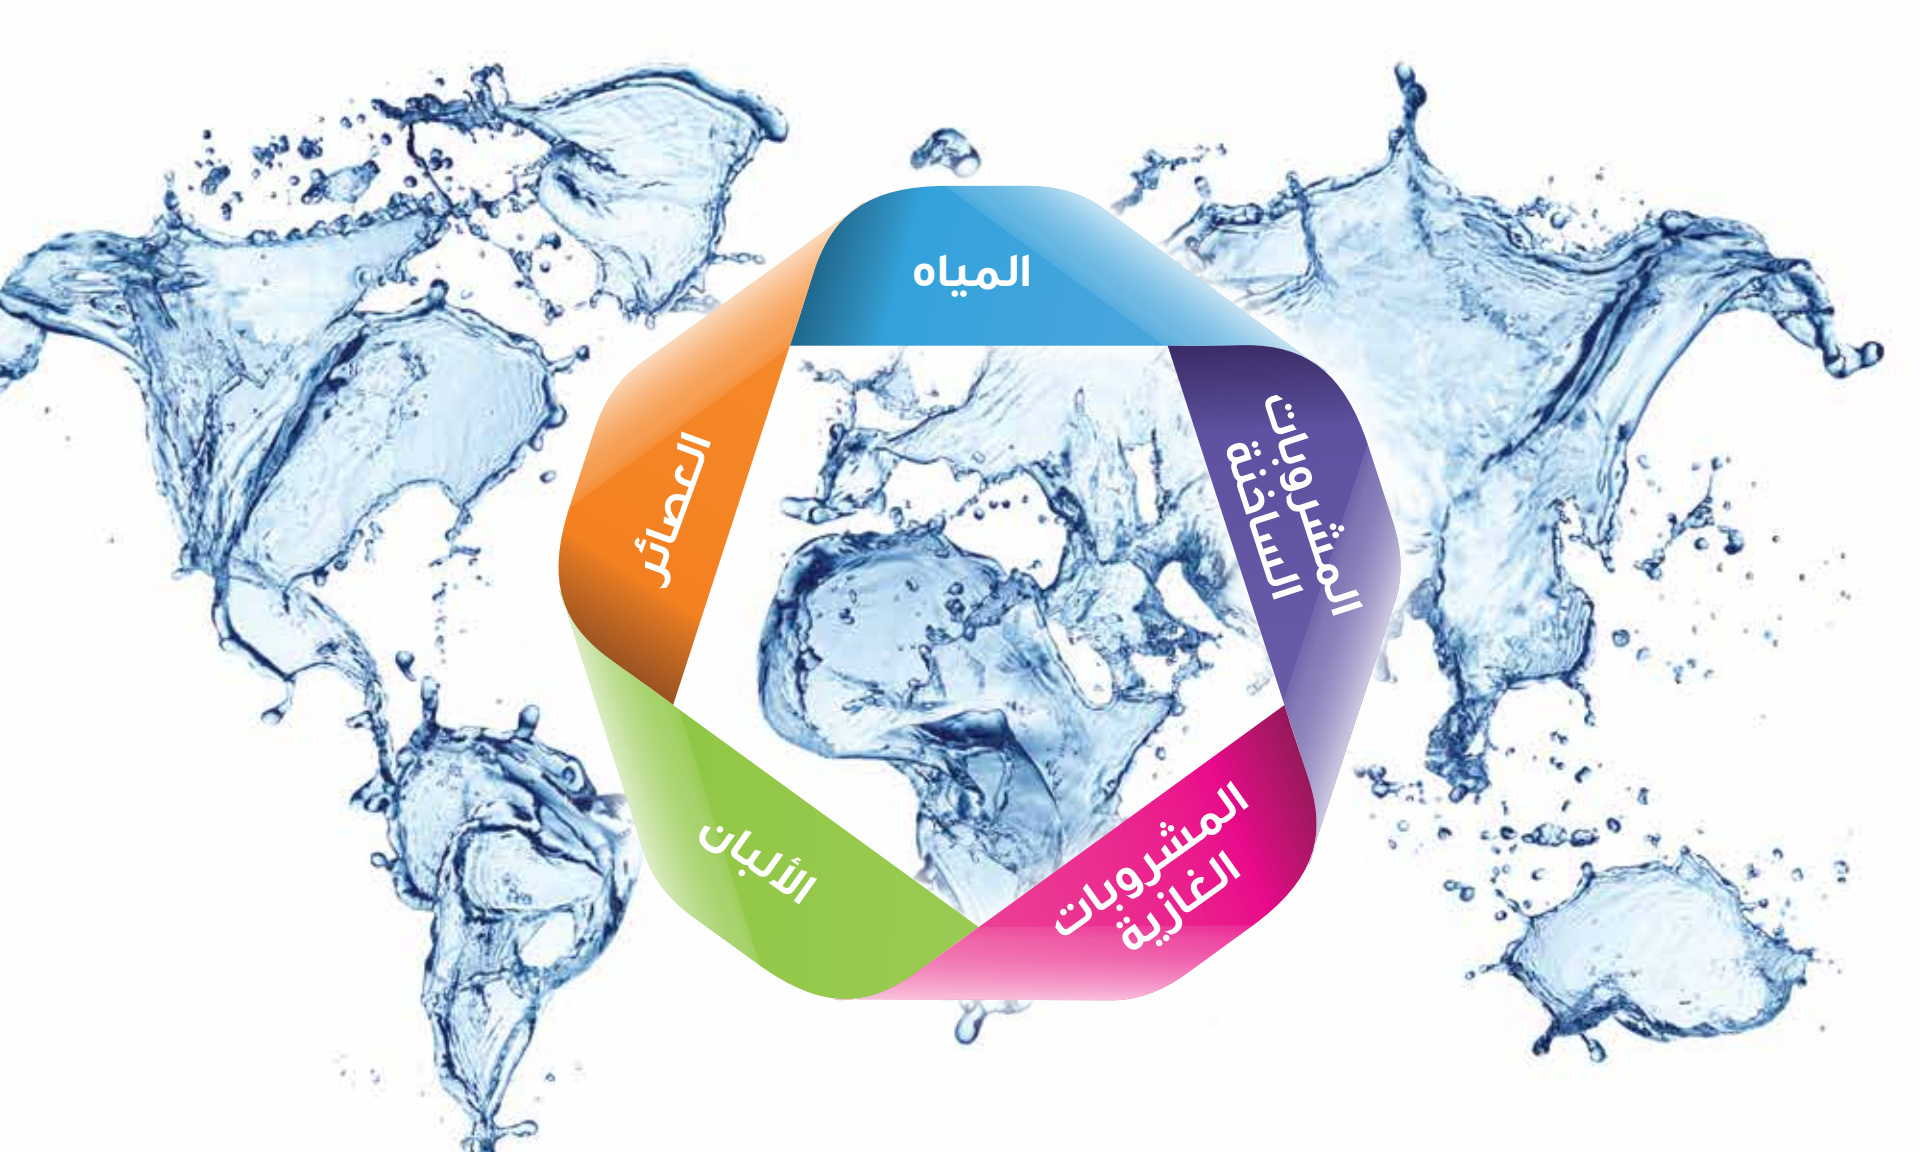 المياه
المشروبات
الساخنة
المشروبات
الغازية
الألبان
العصائر